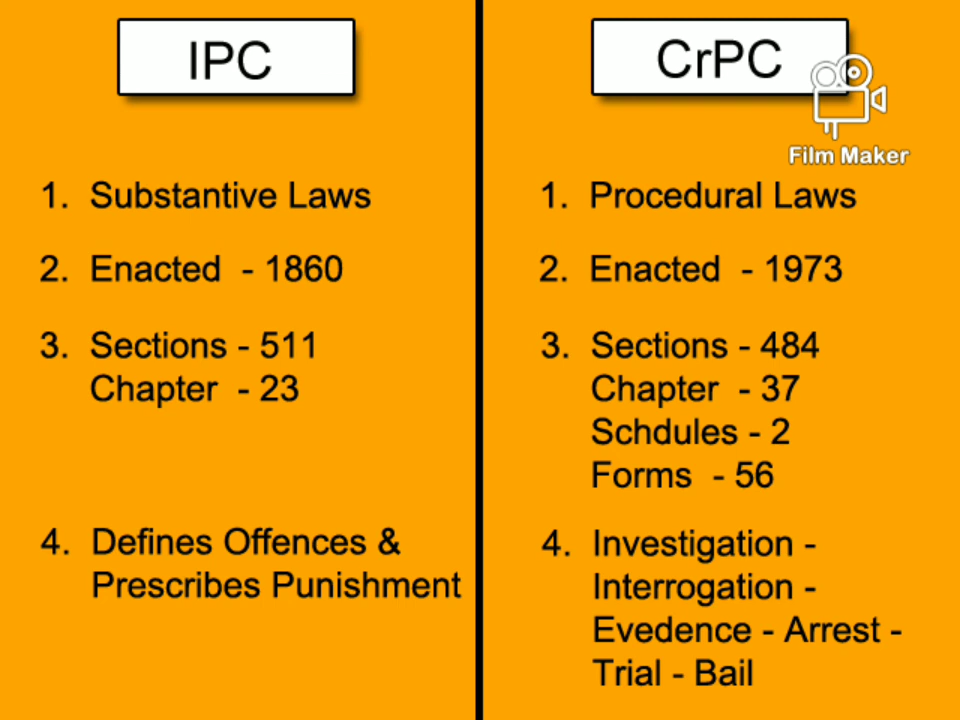 IPC
1. Substantive Laws
2. Enacted - 1860
3. Sections - 511
Chapter - 23
4. Defines Offences &
Prescribes Punishment
CrPC
Film Maker
1. Procedural Laws
2. Enacted - 1973
3. Sections - 484
Chapter - 37
Schdules - 2
Forms - 56
4. Investigation -
Interrogation -
Evedence - Arrest -
Trial - Bail